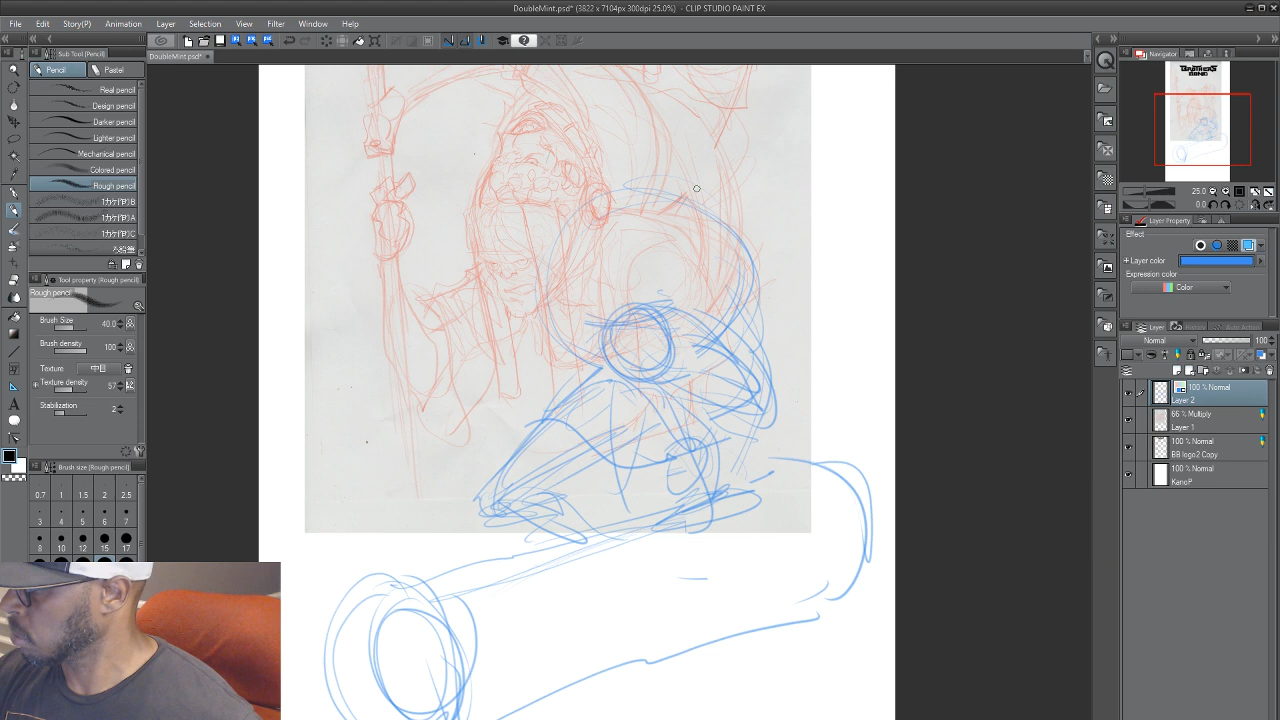 DoubleMint.psd* (3822 x 7104px 300dpi 25.0%) - CLIP STUDIO PAINT EX
File Edit Story(P) Animation Layer Selection View Filter Window Help
DoubleMint.psd*
Sub Tool [Pencil]
Pencil Pastel
Real pencil
Design pencil
Darker pencil
Lighter pencil
Mechanical pencil
Colored pencil
Rough pencil
Tool property [Rough pencil]
Rough pencil
Brush Size 40.0
Brush density 100
Texture
Texture density 57
Stabilization 2
Brush size [Rough pencil]
0.7 1 1.5 2 2.5
3 4 5 6 7
8 10 12 15 17
Navigator
BROTHERS
BOND
25.0
0.0
Layer Property
Effect
Layer color
Expression color
Color
Layer History Auto Action
Normal 100
100 % Normal
Layer 2
66 % Multiply
Layer 1
100 % Normal
BB logo2 Copy
100 % Normal
KanoP